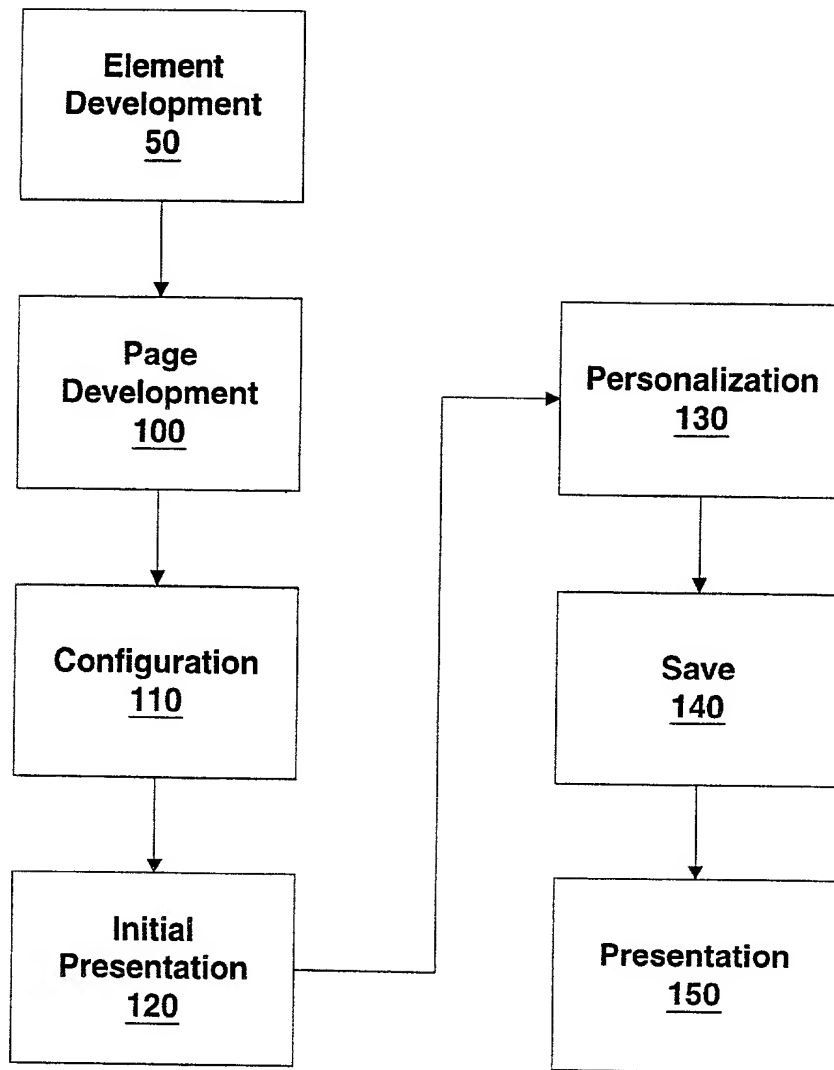 Element
Development
50
Page
Development
100
Configuration
110
Initial
Presentation
120
Personalization
130
Save
140
Presentation
150